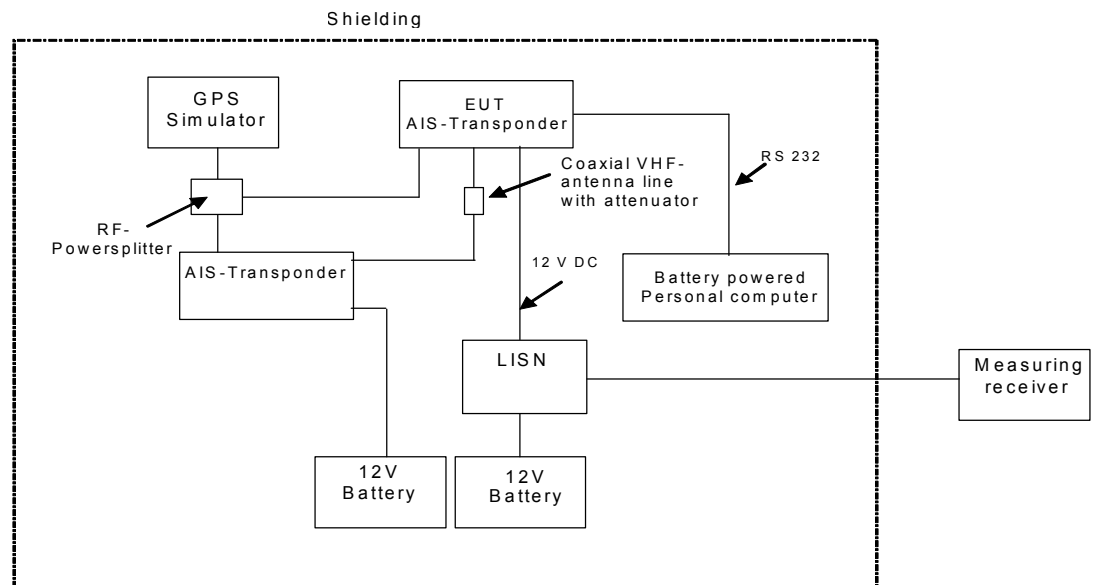 Shielding
GPS
Simulator
EUT
AIS-Transponder
Coaxial VHF-
antenna line
with attenuator
RS 232
RF-
Powersplitter
AIS-Transponder
12 V DC
Battery powered
Personal computer
LISN
Measuring
receiver
12V
Battery
12V
Battery